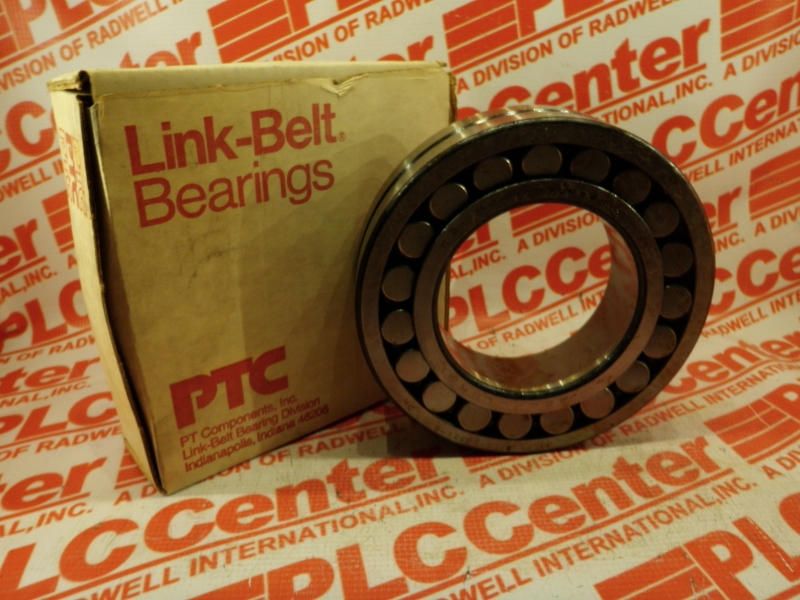 Link-Belt®
Bearings
PTC
PT Components, Inc.
Link-Belt Bearing Division
Indianapolis, Indiana 46206
PLCCenter
A DIVISION OF RADWELL INTERNATIONAL, INC.